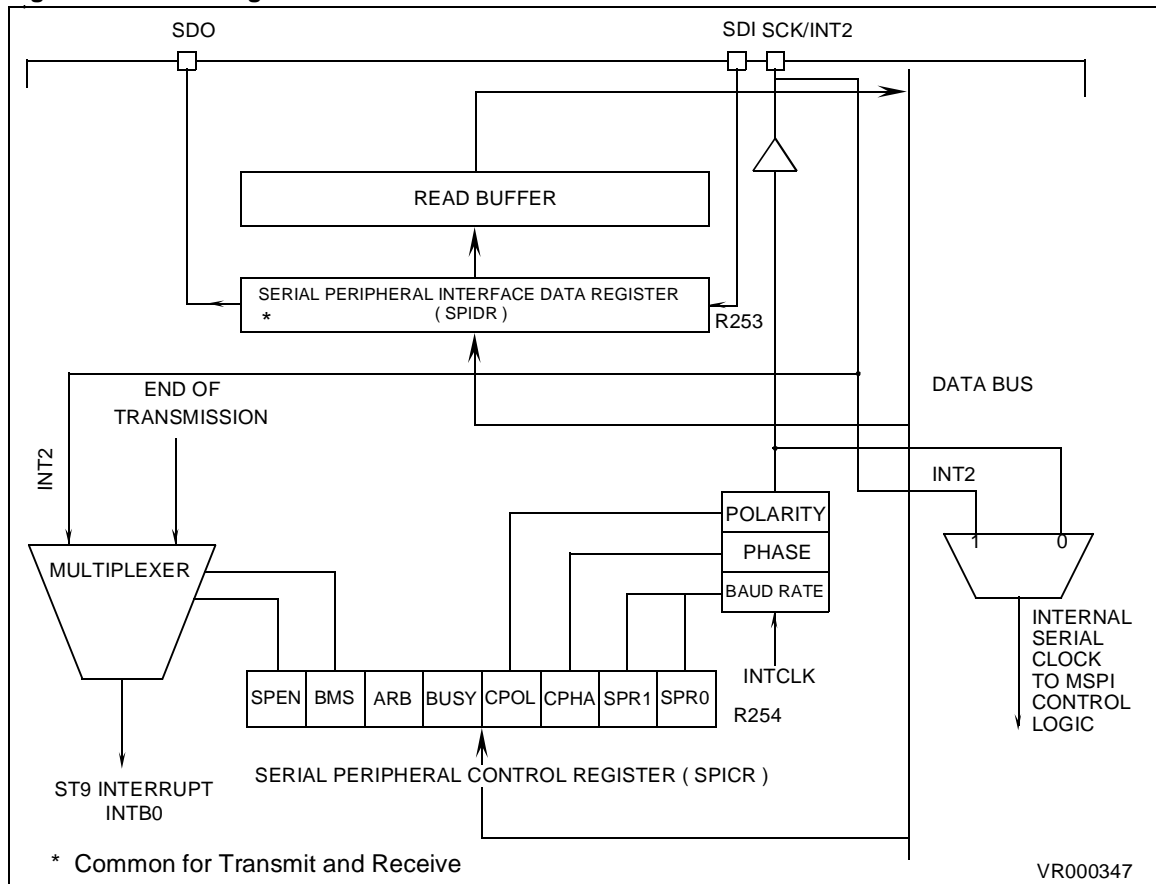 SDO
SDI SCK/INT2
READ BUFFER
SERIAL PERIPHERAL INTERFACE DATA REGISTER
( SPIDR )
*
R253
END OF
TRANSMISSION
DATA BUS
INT2
INT2
POLARITY
1
0
MULTIPLEXER
PHASE
BAUD RATE
INTERNAL
SERIAL
CLOCK
TO MSPI
CONTROL
LOGIC
INTCLK
SPEN BMS ARB BUSY CPOL CPHA SPR1 SPR0
R254
SERIAL PERIPHERAL CONTROL REGISTER ( SPICR )
ST9 INTERRUPT
INTB0
* Common for Transmit and Receive
VR000347